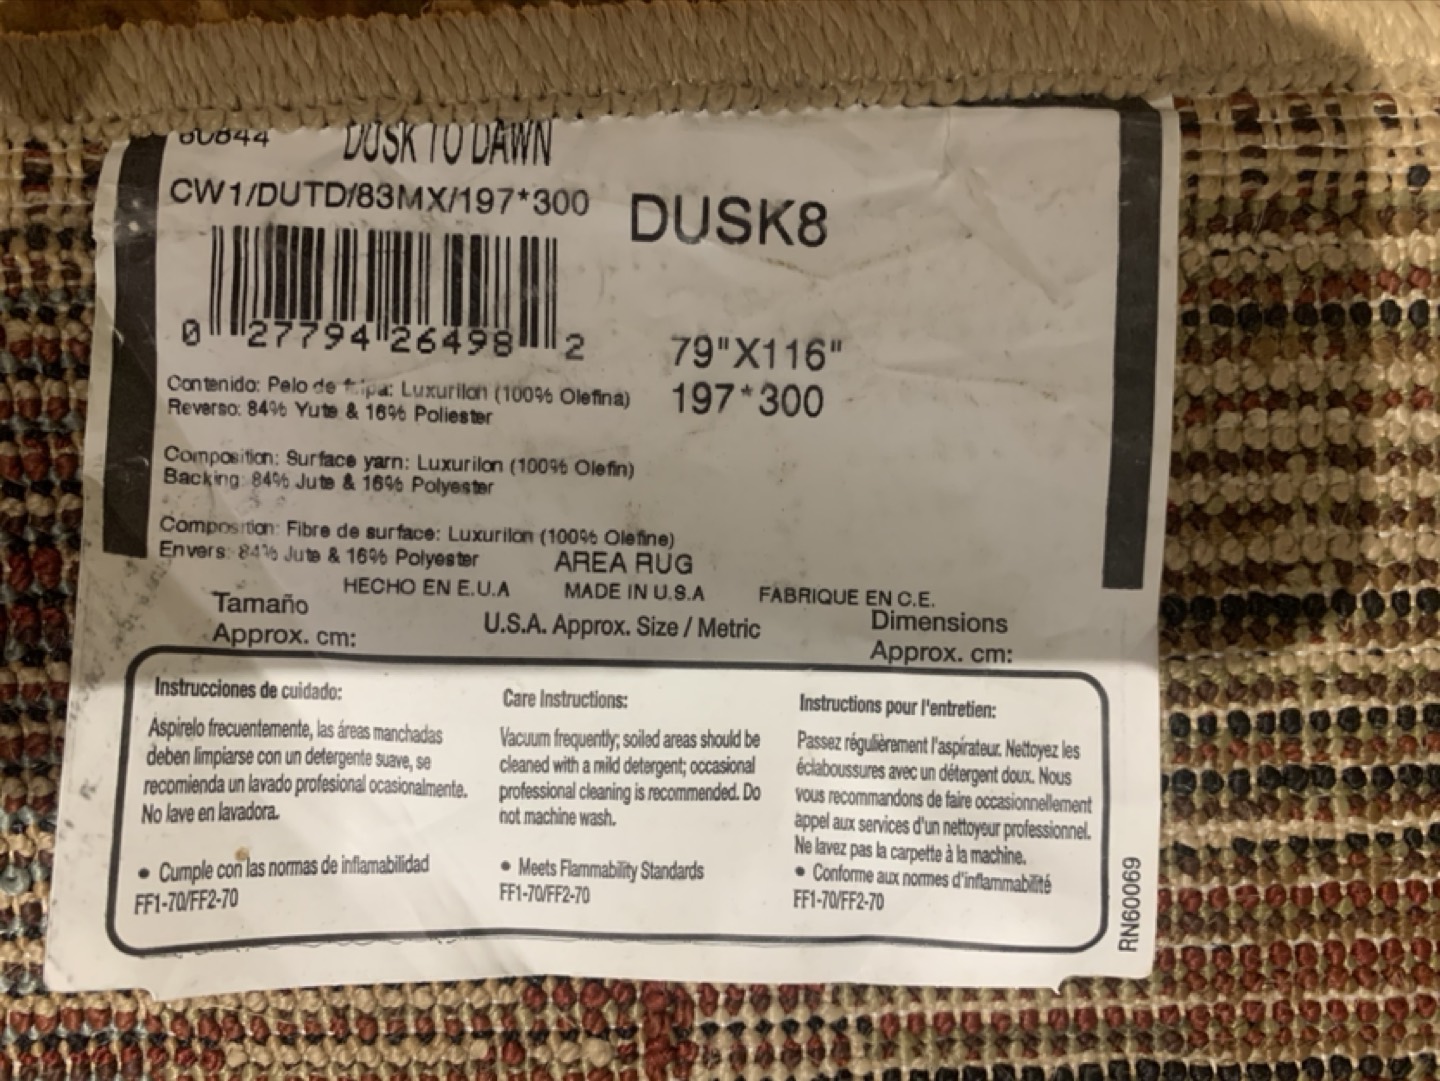 60844 DUSK TO DAWN
CW1/DUTD/83MX/197*300
DUSK8
0 27794 26498 2
79"X116"
197*300
Contenido: Pelo de Luxurilon (100% Olefina)
Reverso: 84% Yute & 16% Poliester
Composition: Surface yarn: Luxurilon (100% Olefin)
Backing: 84% Jute & 16% Polyester
Composition: Fibre de surface: Luxurilon (100% Olefine)
Envers: 84% Jute & 16% Polyester
AREA RUG
HECHO EN E.U.A MADE IN U.S.A FABRIQUE EN C.E.
Tamaño
Approx. cm:
U.S.A. Approx. Size / Metric
Dimensions
Approx. cm:
Instrucciones de cuidado:
Aspirelo frecuentemente, las áreas manchadas
deben limpiarse con un detergente suave, se
recomienda un lavado profesional ocasionalmente.
No lave en lavadora.
• Cumple con las normas de inflamabilidad
FF1-70/FF2-70
Care Instructions:
Vacuum frequently; soiled areas should be
cleaned with a mild detergent; occasional
professional cleaning is recommended. Do
not machine wash.
• Meets Flammability Standards
FF1-70/FF2-70
Instructions pour l'entretien:
Passez régulièrement l'aspirateur. Nettoyez les
éclaboussures avec un détergent doux. Nous
vous recommandons de faire occasionnellement
appel aux services d'un nettoyeur professionnel.
Ne lavez pas la carpette à la machine.
• Conforme aux normes d'inflammabilité
FF1-70/FF2-70
RN60069